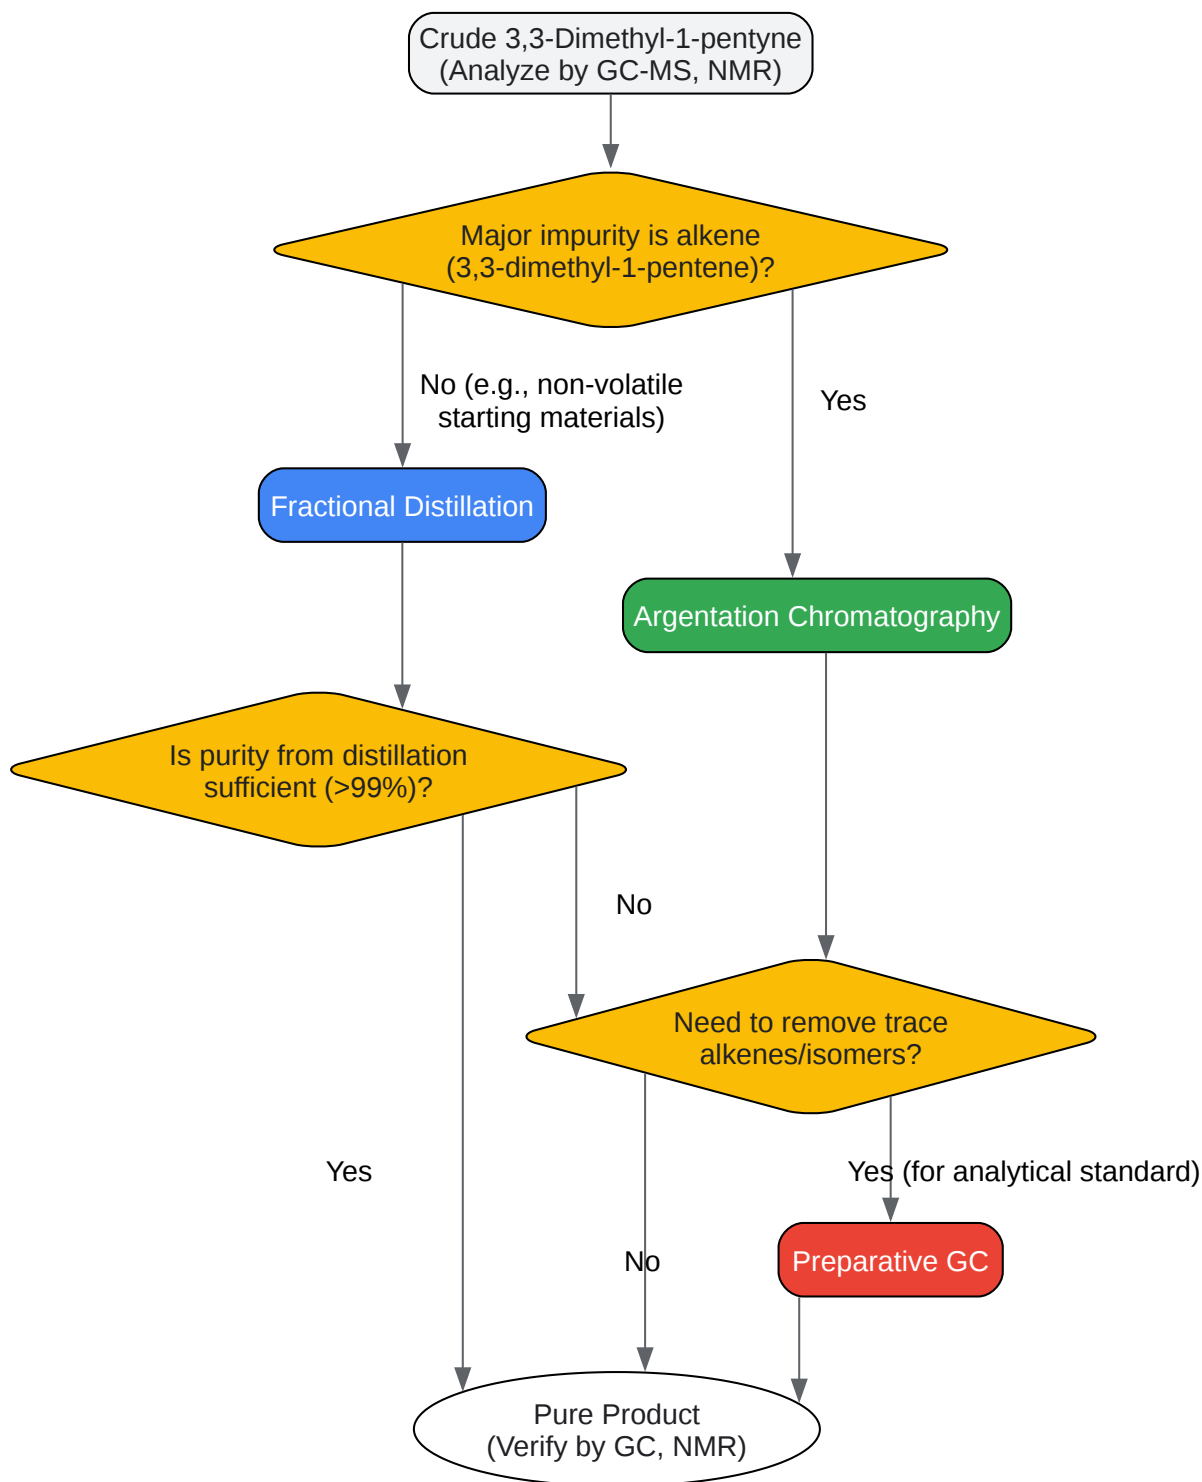 Crude 3,3-Dimethyl-1-pentyne
(Analyze by GC-MS, NMR)
Major impurity is alkene
(3,3-dimethyl-1-pentene)?
No (e.g., non-volatile
starting materials)
Yes
Fractional Distillation
Argentation Chromatography
Is purity from distillation
sufficient (>99%)?
No
Need to remove trace
alkenes/isomers?
Yes
Yes (for analytical standard)
No
Preparative GC
Pure Product
(Verify by GC, NMR)